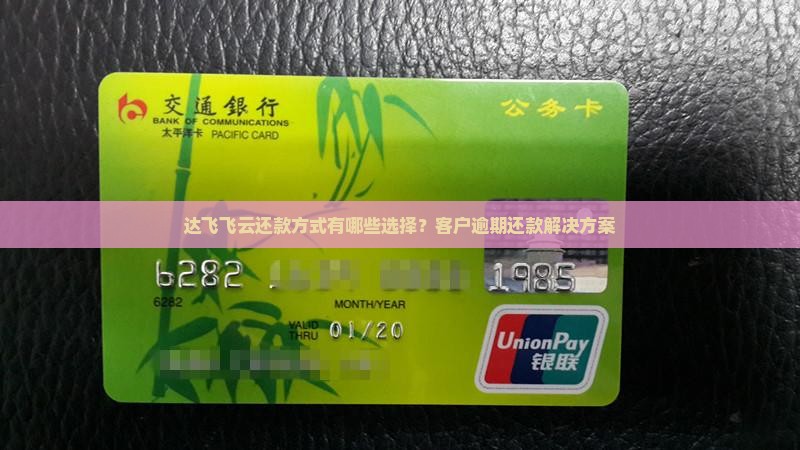 交通銀行
公务卡
BANK OF COMMUNICATIONS
太平洋卡 PACIFIC CARD
达飞飞云还款方式有哪些选择？客户逾期还款解决方案
6282 1985
6282
MONTH/YEAR
VALID THRU 01/20
UnionPay
银联